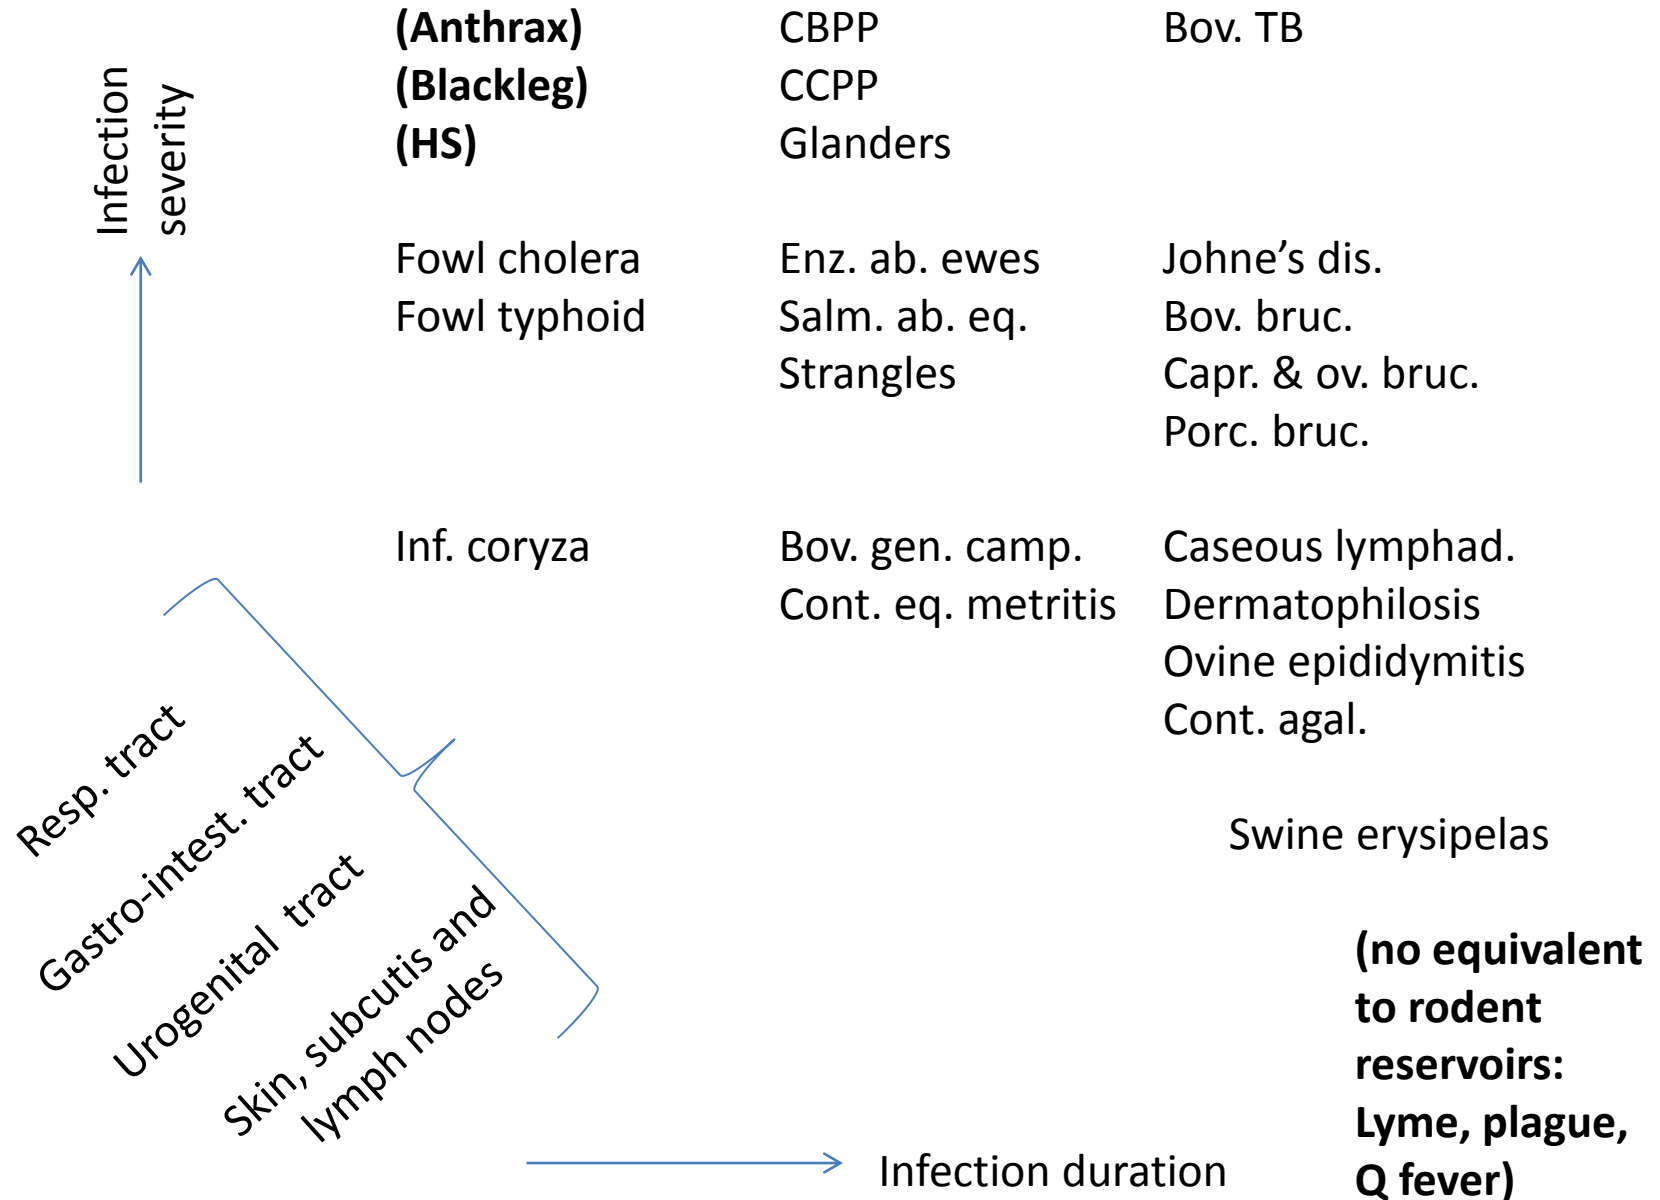 Infection
severity
(Anthrax)
(Blackleg)
(HS)
CBPP
CCPP
Glanders
Bov. TB
Fowl cholera
Fowl typhoid
Enz. ab. ewes
Salm. ab. eq.
Strangles
Johne’s dis.
Bov. bruc.
Capr. & ov. bruc.
Porc. bruc.
Inf. coryza
Bov. gen. camp.
Cont. eq. metritis
Caseous lymphad.
Dermatophilosis
Ovine epididymitis
Cont. agal.
Swine erysipelas
(no equivalent
to rodent
reservoirs:
Lyme, plague,
Q fever)
Resp. tract
Gastro-intest. tract
Urogenital tract
Skin, subcutis and
lymph nodes
Infection duration